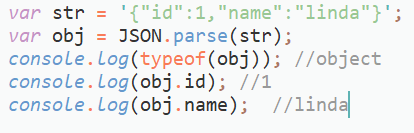 var str = '{"id":1,"name":"linda"}';
var obj = JSON.parse(str);
console.log(typeof(obj)); //object
console.log(obj.id); //1
console.log(obj.name);  //linda